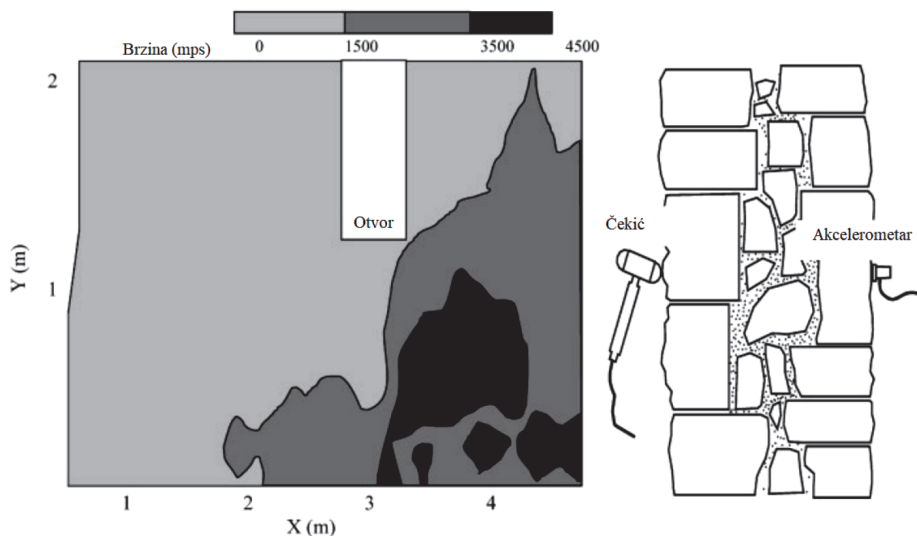 Brzina (mps)
0 1500 3500 4500
2
1
Y (m)
Otvor
1 2 3 4
X (m)
Čekić
Akcelerometar